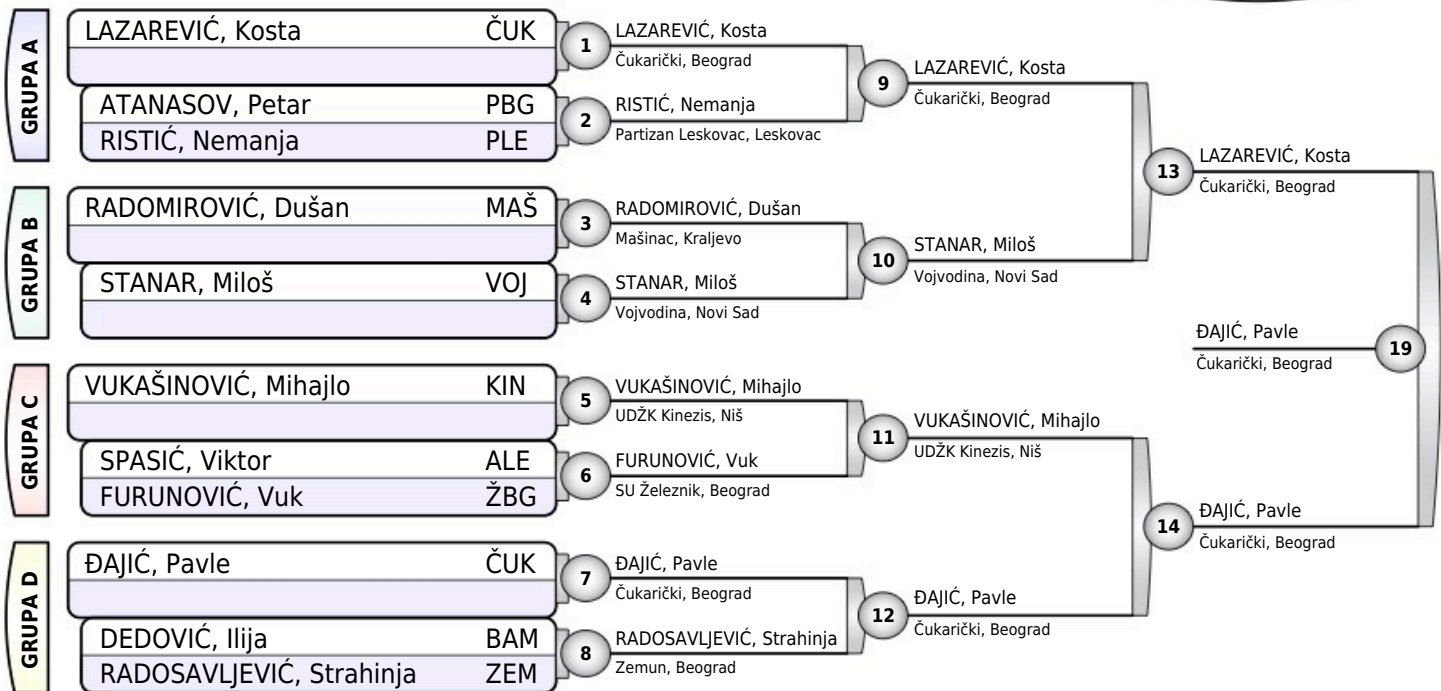 GRUPA A
LAZAREVIĆ, Kosta ČUK
ATANASOV, Petar PBG
RISTIĆ, Nemanja PLE
GRUPA B
RADOMIROVIĆ, Dušan MAŠ
STANAR, Miloš VOJ
GRUPA C
VUKAŠINOVIĆ, Mihajlo KIN
SPASIĆ, Viktor ALE
FURUNOVIĆ, Vuk ŽBG
GRUPA D
ĐAJIĆ, Pavle ČUK
DEDOVIĆ, Ilija BAM
RADOSAVLJEVIĆ, Strahinja ZEM
1
LAZAREVIĆ, Kosta
Čukarički, Beograd
2
RISTIĆ, Nemanja
Partizan Leskovac, Leskovac
3
RADOMIROVIĆ, Dušan
Mašinac, Kraljevo
4
STANAR, Miloš
Vojvodina, Novi Sad
5
VUKAŠINOVIĆ, Mihajlo
UDŽK Kinezis, Niš
6
FURUNOVIĆ, Vuk
SU Železnik, Beograd
7
ĐAJIĆ, Pavle
Čukarički, Beograd
8
RADOSAVLJEVIĆ, Strahinja
Zemun, Beograd
9
LAZAREVIĆ, Kosta
Čukarički, Beograd
10
STANAR, Miloš
Vojvodina, Novi Sad
11
VUKAŠINOVIĆ, Mihajlo
UDŽK Kinezis, Niš
12
ĐAJIĆ, Pavle
Čukarički, Beograd
13
LAZAREVIĆ, Kosta
Čukarički, Beograd
14
ĐAJIĆ, Pavle
Čukarički, Beograd
ĐAJIĆ, Pavle
Čukarički, Beograd
19